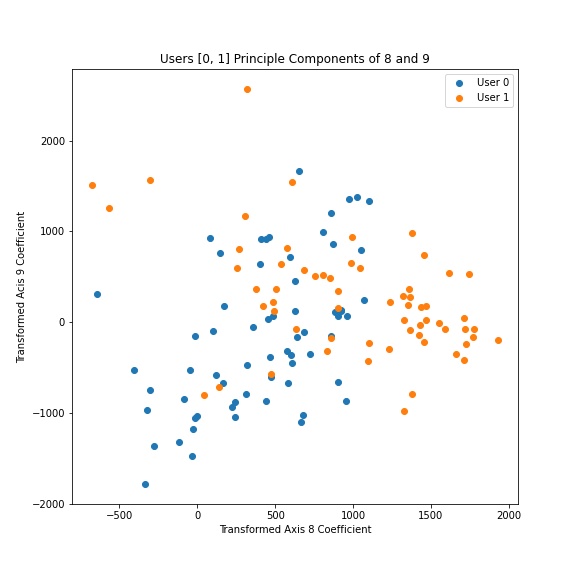 Users [0, 1] Principle Components of 8 and 9
User 0
User 1
2000
1000
0
−1000
−2000
Transformed Acis 9 Coefficient
−500
0
500
1000
1500
2000
Transformed Axis 8 Coefficient